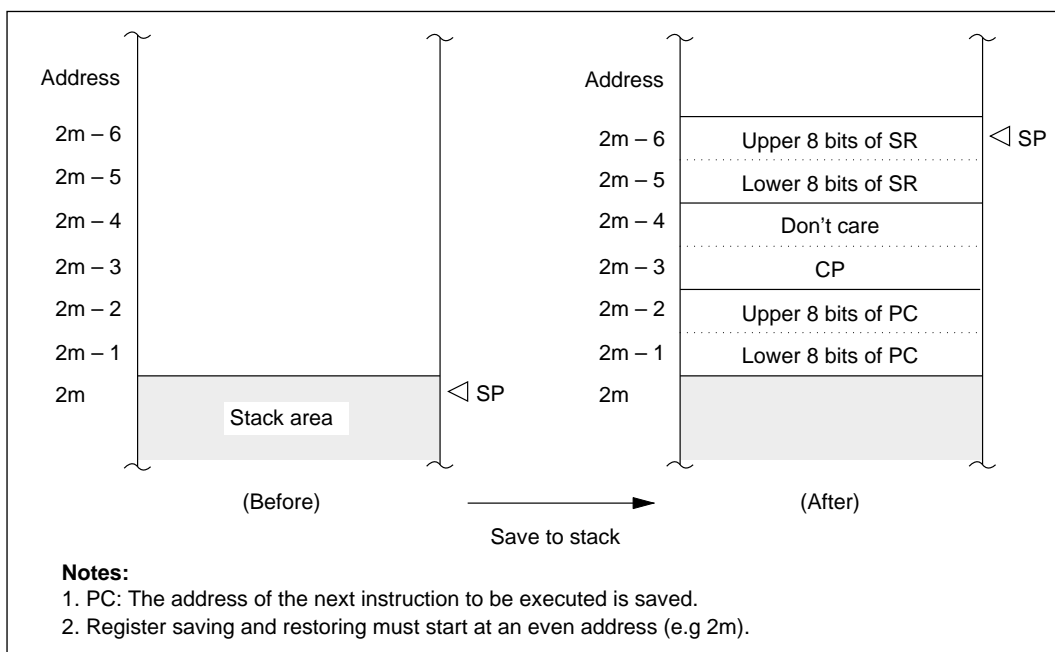 Address Address
2m – 6 2m – 6 Upper 8 bits of SR SP
2m – 5 2m – 5 Lower 8 bits of SR
2m – 4 2m – 4 Don't care
2m – 3 2m – 3 CP
2m – 2 2m – 2 Upper 8 bits of PC
2m – 1 2m – 1 Lower 8 bits of PC
2m SP 2m
Stack area
(Before) (After)
Save to stack
Notes:
1. PC: The address of the next instruction to be executed is saved.
2. Register saving and restoring must start at an even address (e.g 2m).